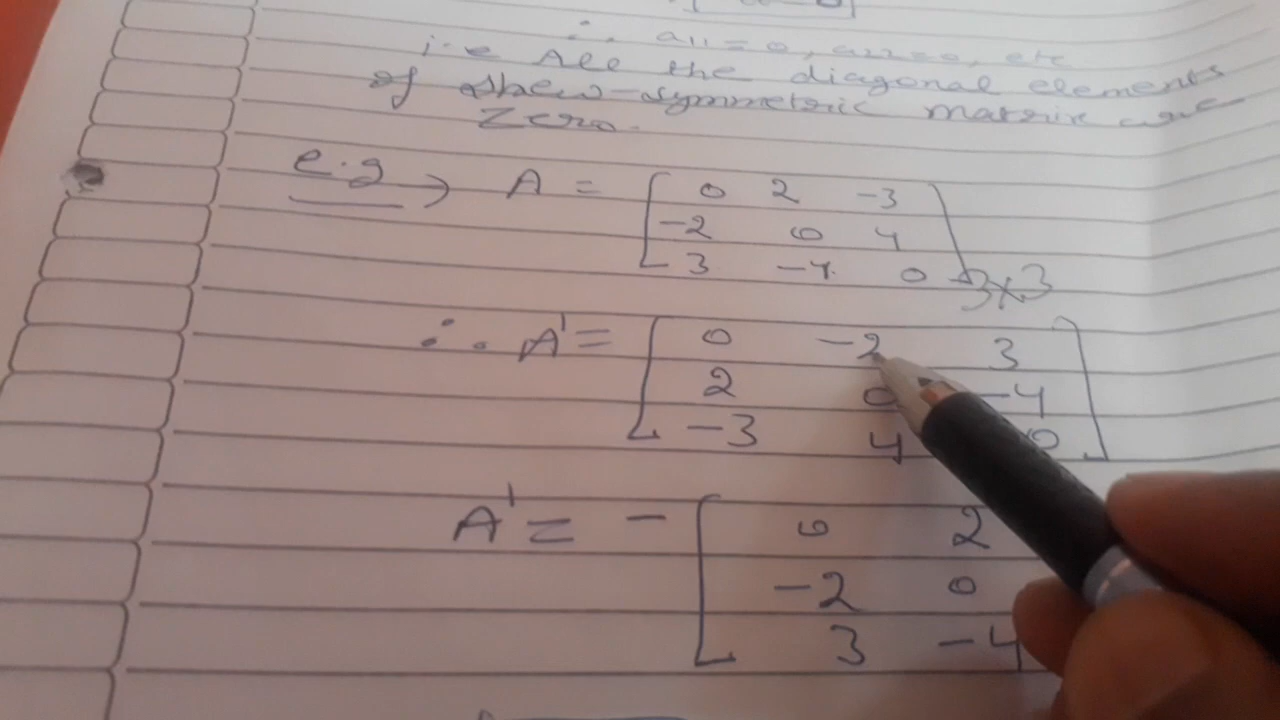 ∴ a11 = 0, a22 = 0, etc
i.e All the diagonal elements
of skew-symmetric matrix are
zero.
e.g → A = [ 0 2 -3
-2 0 4
3 -4 0 ] 3×3
∴ A' = [ 0 -2 3
2 0 -4
-3 4 0 ]
A' = - [ 0 2
-2 0
3 -4